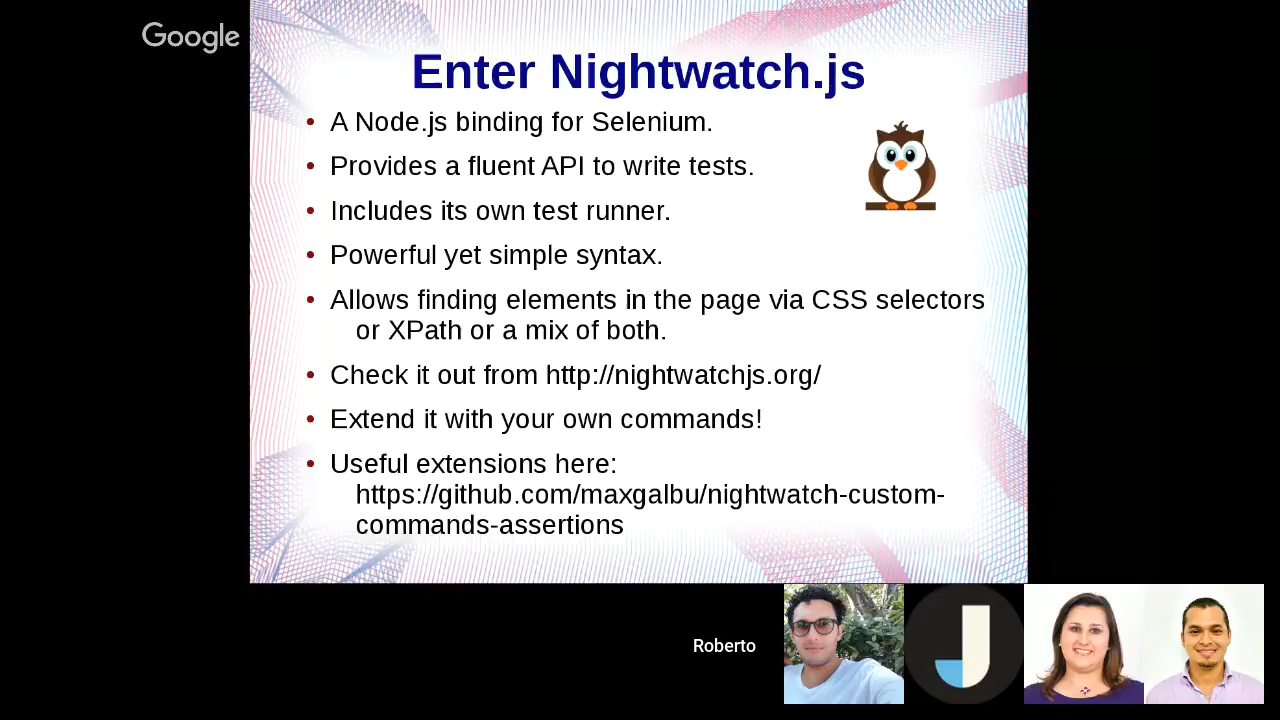 Google
Enter Nightwatch.js
• A Node.js binding for Selenium.
• Provides a fluent API to write tests.
• Includes its own test runner.
• Powerful yet simple syntax.
• Allows finding elements in the page via CSS selectors
or XPath or a mix of both.
• Check it out from http://nightwatchjs.org/
• Extend it with your own commands!
• Useful extensions here:
https://github.com/maxgalbu/nightwatch-custom-
commands-assertions
Roberto
J